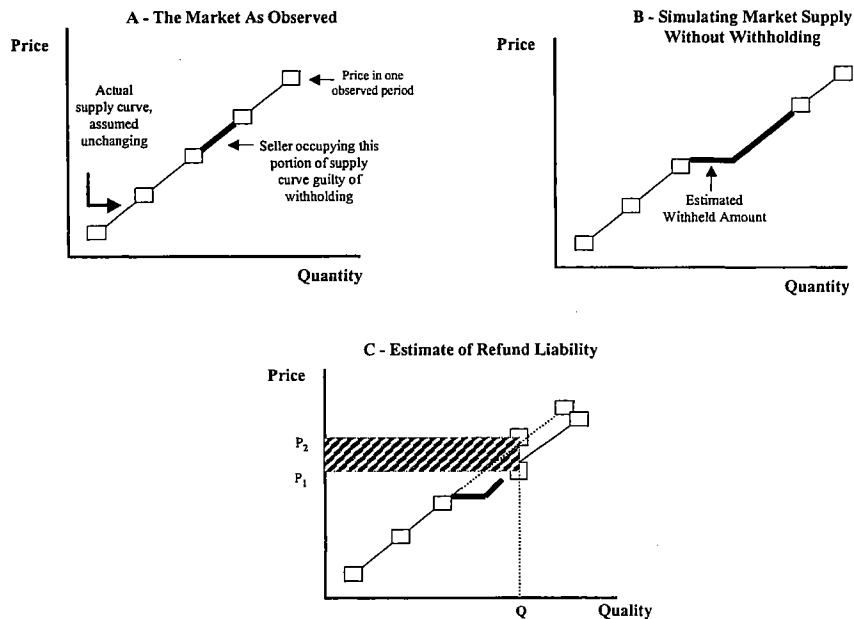 A - The Market As Observed
Price
Actual
supply curve,
assumed
unchanging
Price in one
observed period
Seller occupying this
portion of supply
curve guilty of
withholding
Quantity
B - Simulating Market Supply
Without Withholding
Price
Estimated
Withheld Amount
Quantity
C - Estimate of Refund Liability
Price
P2
P1
Q
Quality